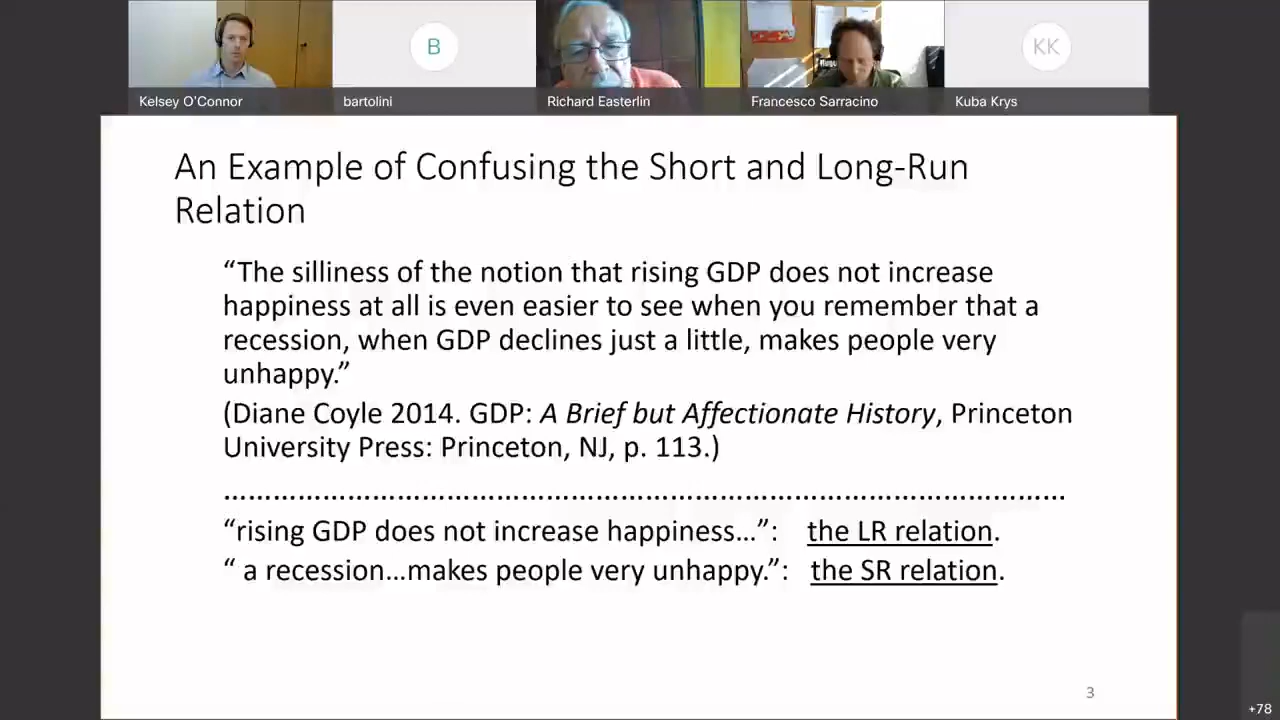 Kelsey O'Connor
B
bartolini
Richard Easterlin
Francesco Sarracino
KK
Kuba Krys
An Example of Confusing the Short and Long-Run
Relation
“The silliness of the notion that rising GDP does not increase
happiness at all is even easier to see when you remember that a
recession, when GDP declines just a little, makes people very
unhappy.”
(Diane Coyle 2014. GDP: A Brief but Affectionate History, Princeton
University Press: Princeton, NJ, p. 113.)
……………………………………………………………………………………
“rising GDP does not increase happiness…”: the LR relation.
“ a recession…makes people very unhappy.”: the SR relation.
3
+78